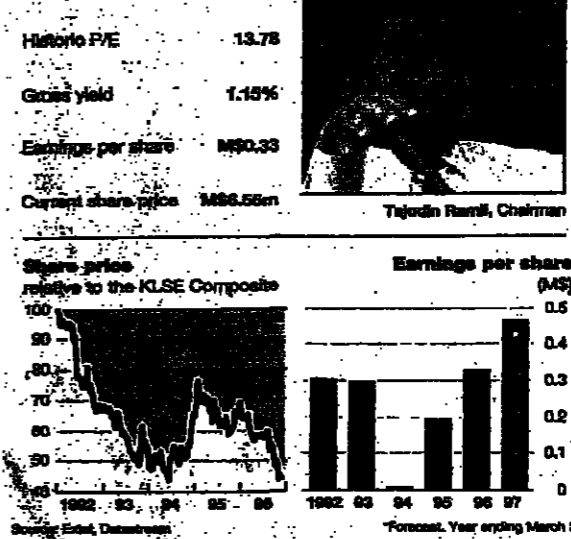 Historic P/E 13.78
Gross yield 1.15%
Earnings per share M$0.33
Current share price M$6.55m
Tajudin Ramli, Chairman
Share price
relative to the KLSE Composite
Earnings per share
(M$)
100
90
80
70
60
50
40
1992 93 94 95 96
0.5
0.4
0.3
0.2
0.1
0
1992 93 94 95 96 97
Source: Extel, Datastream
*Forecast. Year ending March